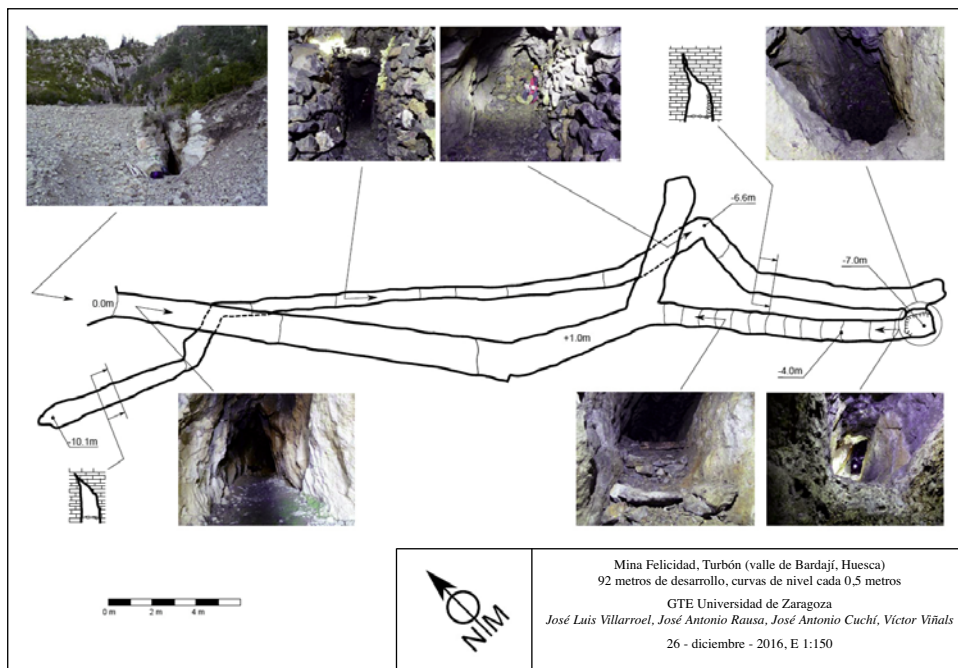 -6.6m
-7.0m
0.0m
+1.0m
-4.0m
-10.1m
0 m 2 m 4 m
N/M
Mina Felicidad, Turbón (valle de Bardají, Huesca)
92 metros de desarrollo, curvas de nivel cada 0,5 metros
GTE Universidad de Zaragoza
José Luis Villarroel, José Antonio Rausa, José Antonio Cuchí, Víctor Viñals
26 - diciembre - 2016, E 1:150